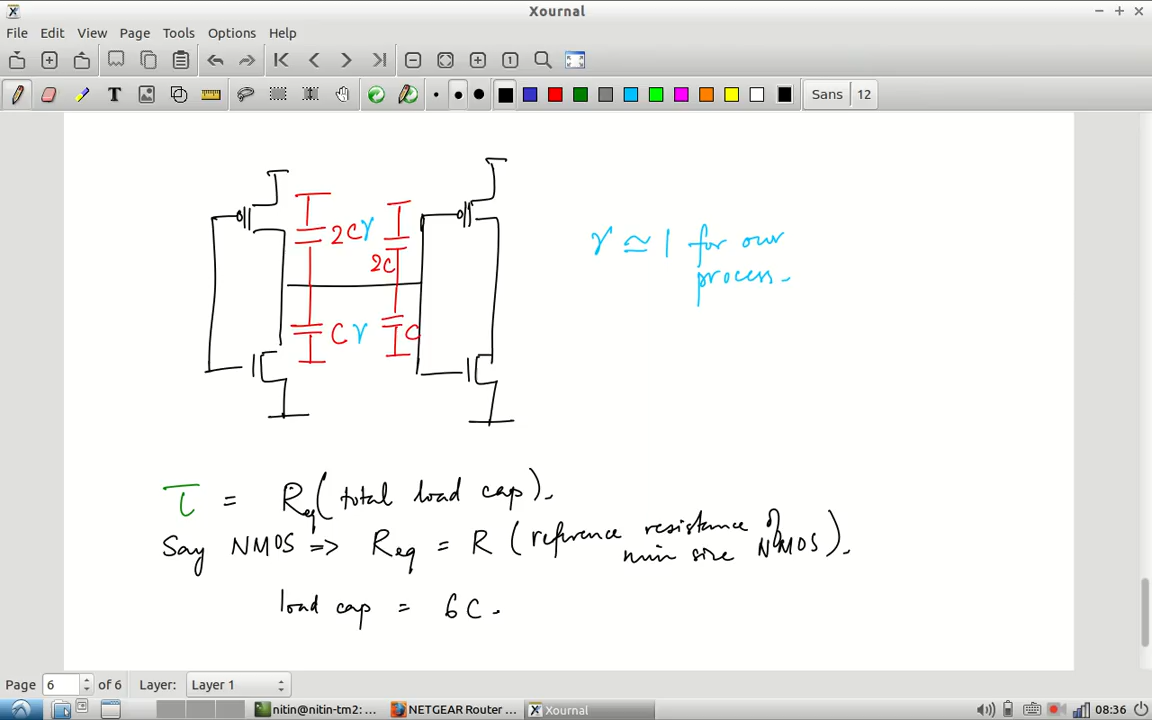 Xournal
File Edit View Page Tools Options Help
Sans 12
2Cγ
2C
Cγ
C
γ ≃ 1 for our
process.
τ = Req (total load cap).
Say NMOS => Req = R (reference resistance of
min size NMOS).
load cap = 6C.
Page 6 of 6 Layer: Layer 1
nitin@nitin-tm2: ... NETGEAR Router ... Xournal 08:36